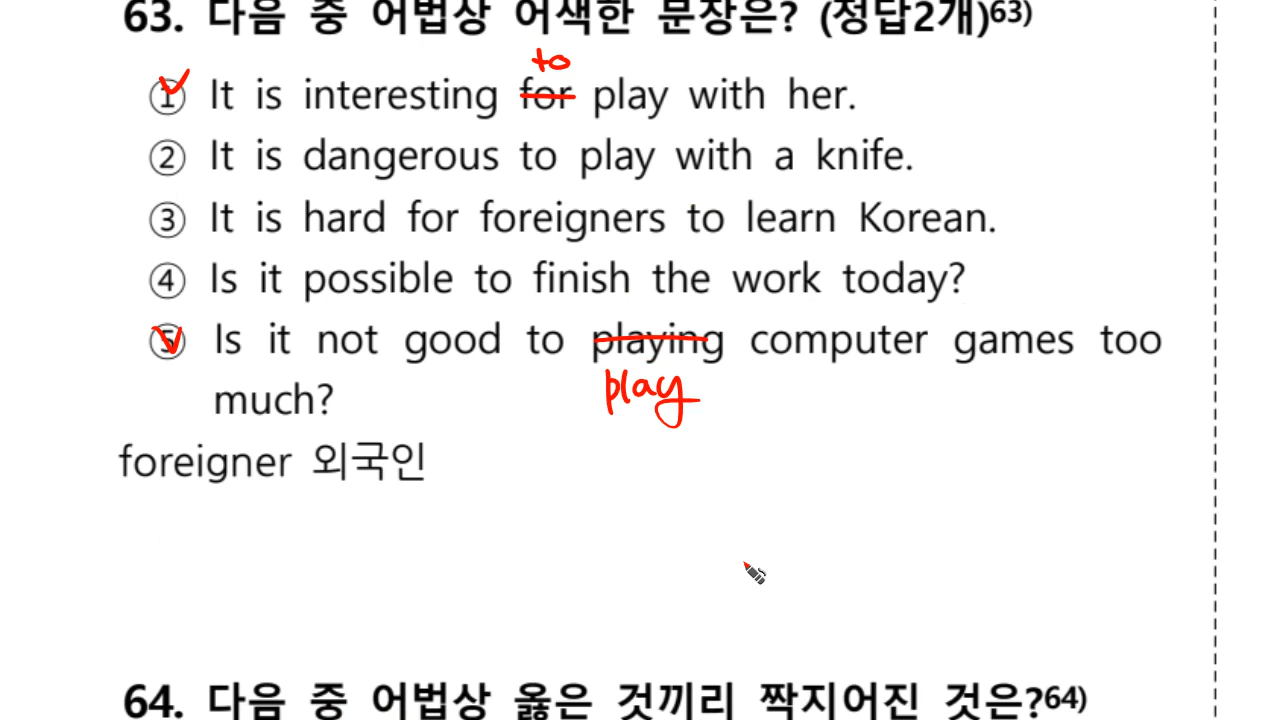 63. 다음 중 어법상 어색한 문장은? (정답2개)63)
to
① It is interesting for play with her.
② It is dangerous to play with a knife.
③ It is hard for foreigners to learn Korean.
④ Is it possible to finish the work today?
⑤ Is it not good to playing computer games too
much?
play
foreigner 외국인
64. 다음 중 어법상 옳은 것끼리 짝지어진 것은?64)